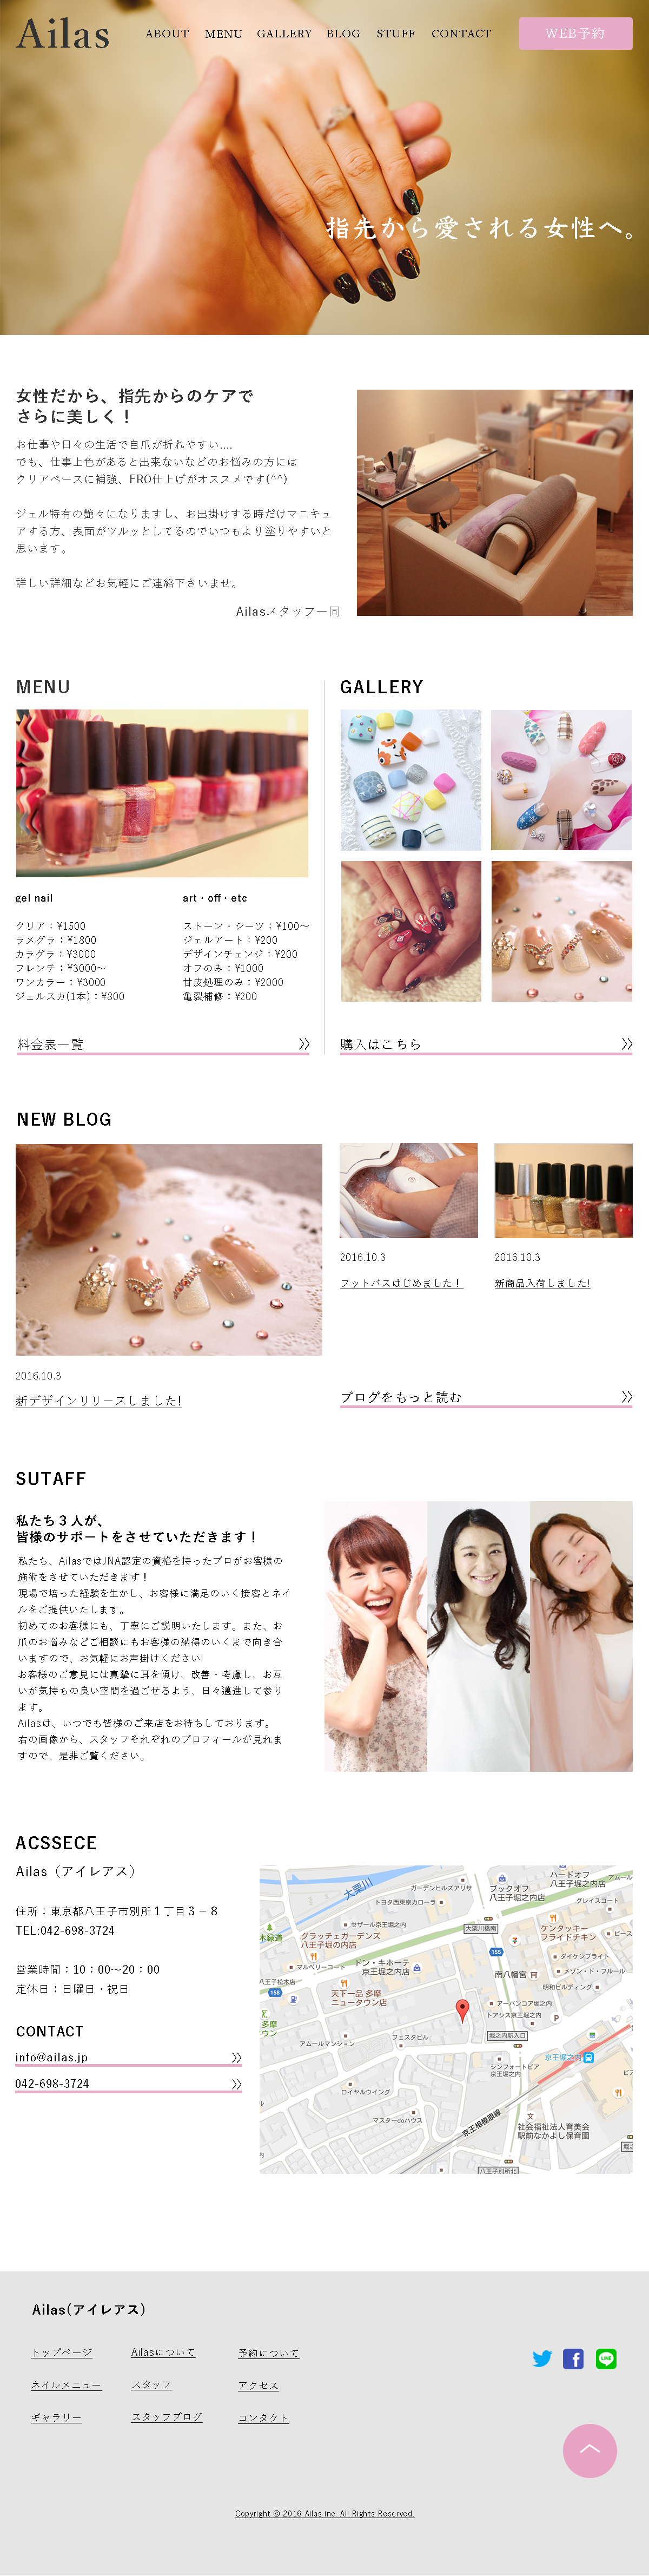 Ailas
ABOUT MENU GALLERY BLOG STUFF CONTACT WEB予約
指先から愛される女性へ。
女性だから、指先からのケアで
さらに美しく！
お仕事や日々の生活で自爪が折れやすい....
でも、仕事上色があると出来ないなどのお悩みの方には
クリアベースに補強、FRO仕上げがオススメです(^^)
ジェル特有の艶々になりますし、お出掛けする時だけマニキュ
アする方、表面がツルッとしてるのでいつもより塗りやすいと
思います。
詳しい詳細などお気軽にご連絡下さいませ。
Ailasスタッフ一同
MENU
gel nail
クリア：¥1500
ラメグラ：¥1800
カラグラ：¥3000
フレンチ：¥3000〜
ワンカラー：¥3000
ジェルスカ(1本)：¥800
art・off・etc
ストーン・シーツ：¥100〜
ジェルアート：¥200
デザインチェンジ：¥200
オフのみ：¥1000
甘皮処理のみ：¥2000
亀裂補修：¥200
料金表一覧
GALLERY
購入はこちら
NEW BLOG
2016.10.3
新デザインリリースしました!
2016.10.3
フットバスはじめました！
2016.10.3
新商品入荷しました!
ブログをもっと読む
SUTAFF
私たち３人が、
皆様のサポートをさせていただきます！
私たち、AilasではJNA認定の資格を持ったプロがお客様の
施術をさせていただきます！
現場で培った経験を生かし、お客様に満足のいく接客とネイ
ルをご提供いたします。
初めてのお客様にも、丁寧にご説明いたします。また、お
爪のお悩みなどご相談にもお客様の納得のいくまで向き合
いますので、お気軽にお声掛けください!
お客様のご意見には真摯に耳を傾け、改善・考慮し、お互
いが気持ちの良い空間を過ごせるよう、日々邁進して参り
ます。
Ailasは、いつでも皆様のご来店をお待ちしております。
右の画像から、スタッフそれぞれのプロフィールが見れま
すので、是非ご覧ください。
ACSSECE
Ailas（アイレアス）
住所：東京都八王子市別所１丁目３−８
TEL:042-698-3724
営業時間：10：00〜20：00
定休日：日曜日・祝日
CONTACT
info@ailas.jp
042-698-3724
大栗川
ガーデンヒルズアリサ
トヨタ西東京カローラ
セザール京王堀之内
グラッチェガーデンズ
八王子堀の内店
マルベリーコート
ドン・キホーテ
京王堀之内店
八王子松木店
158
158
天下一品 多摩
ニュータウン店
アムールマンション
フェスタビル
ロイヤルウイング
マスターdoハウス
京王相模原線
ブックオフ
八王子堀之内店
ハードオフ
八王子堀之内店
グレイスコート
大栗川橋南
ケンタッキー
フライドチキン
155
ダイケンブライト
メゾン・ド・フルール
南八幡宮
明和ビルディング
アーバンコア堀之内
トアシス京王堀之内
堀之内駅入口
京王堀之内
シンフォートピア
京王堀之内
社会福祉法人育美会
駅前なかよし保育園
八王子別所北
Ailas(アイレアス)
トップページ
ネイルメニュー
ギャラリー
Ailasについて
スタッフ
スタッフブログ
予約について
アクセス
コンタクト
LINE
Copyright © 2016 Ailas inc. All Rights Reserved.